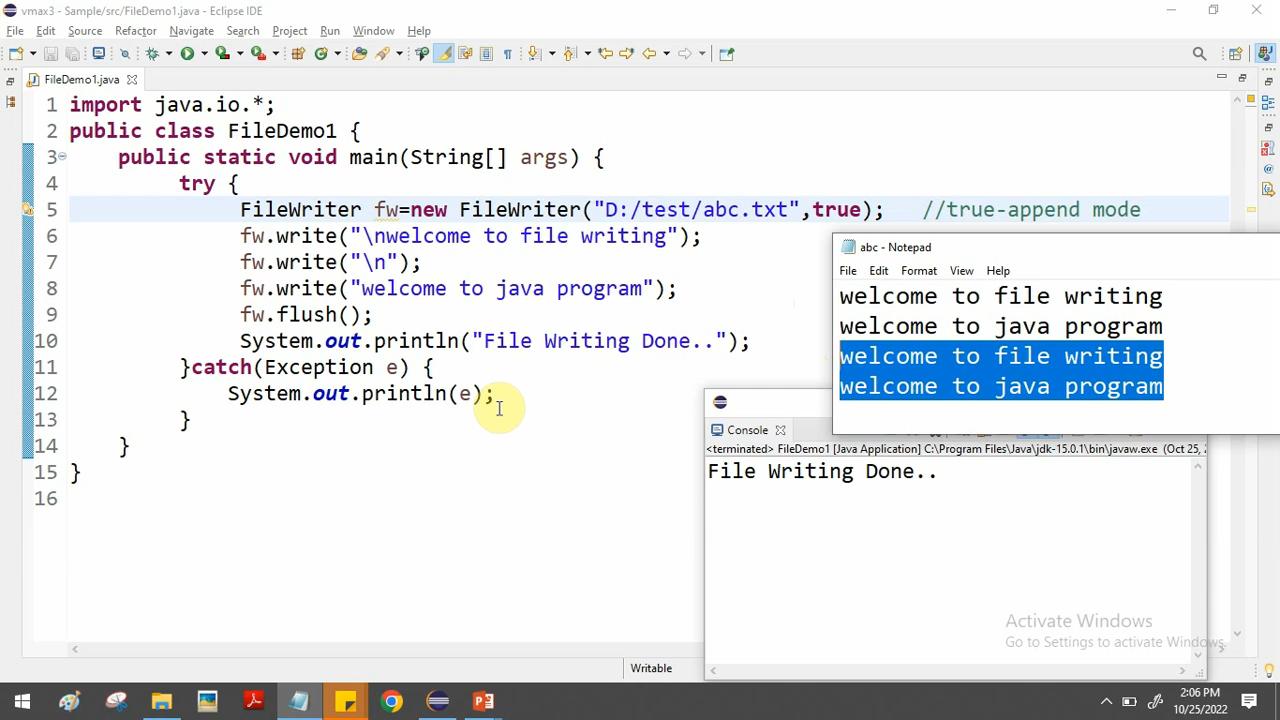 vmax3 - Sample/src/FileDemo1.java - Eclipse IDE
File Edit Source Refactor Navigate Search Project Run Window Help
FileDemo1.java
1 import java.io.*;
2 public class FileDemo1 {
3 public static void main(String[] args) {
4 try {
5 FileWriter fw=new FileWriter("D:/test/abc.txt",true); //true-append mode
6 fw.write("\nwelcome to file writing");
7 fw.write("\n");
8 fw.write("welcome to java program");
9 fw.flush();
10 System.out.println("File Writing Done..");
11 }catch(Exception e) {
12 System.out.println(e);
13 }
14 }
15 }
16
abc - Notepad
File Edit Format View Help
welcome to file writing
welcome to java program
welcome to file writing
welcome to java program
Console
<terminated> FileDemo1 [Java Application] C:\Program Files\Java\jdk-15.0.1\bin\javaw.exe (Oct 25, 2
File Writing Done..
Activate Windows
Go to Settings to activate Windows.
Writable
2:06 PM
10/25/2022